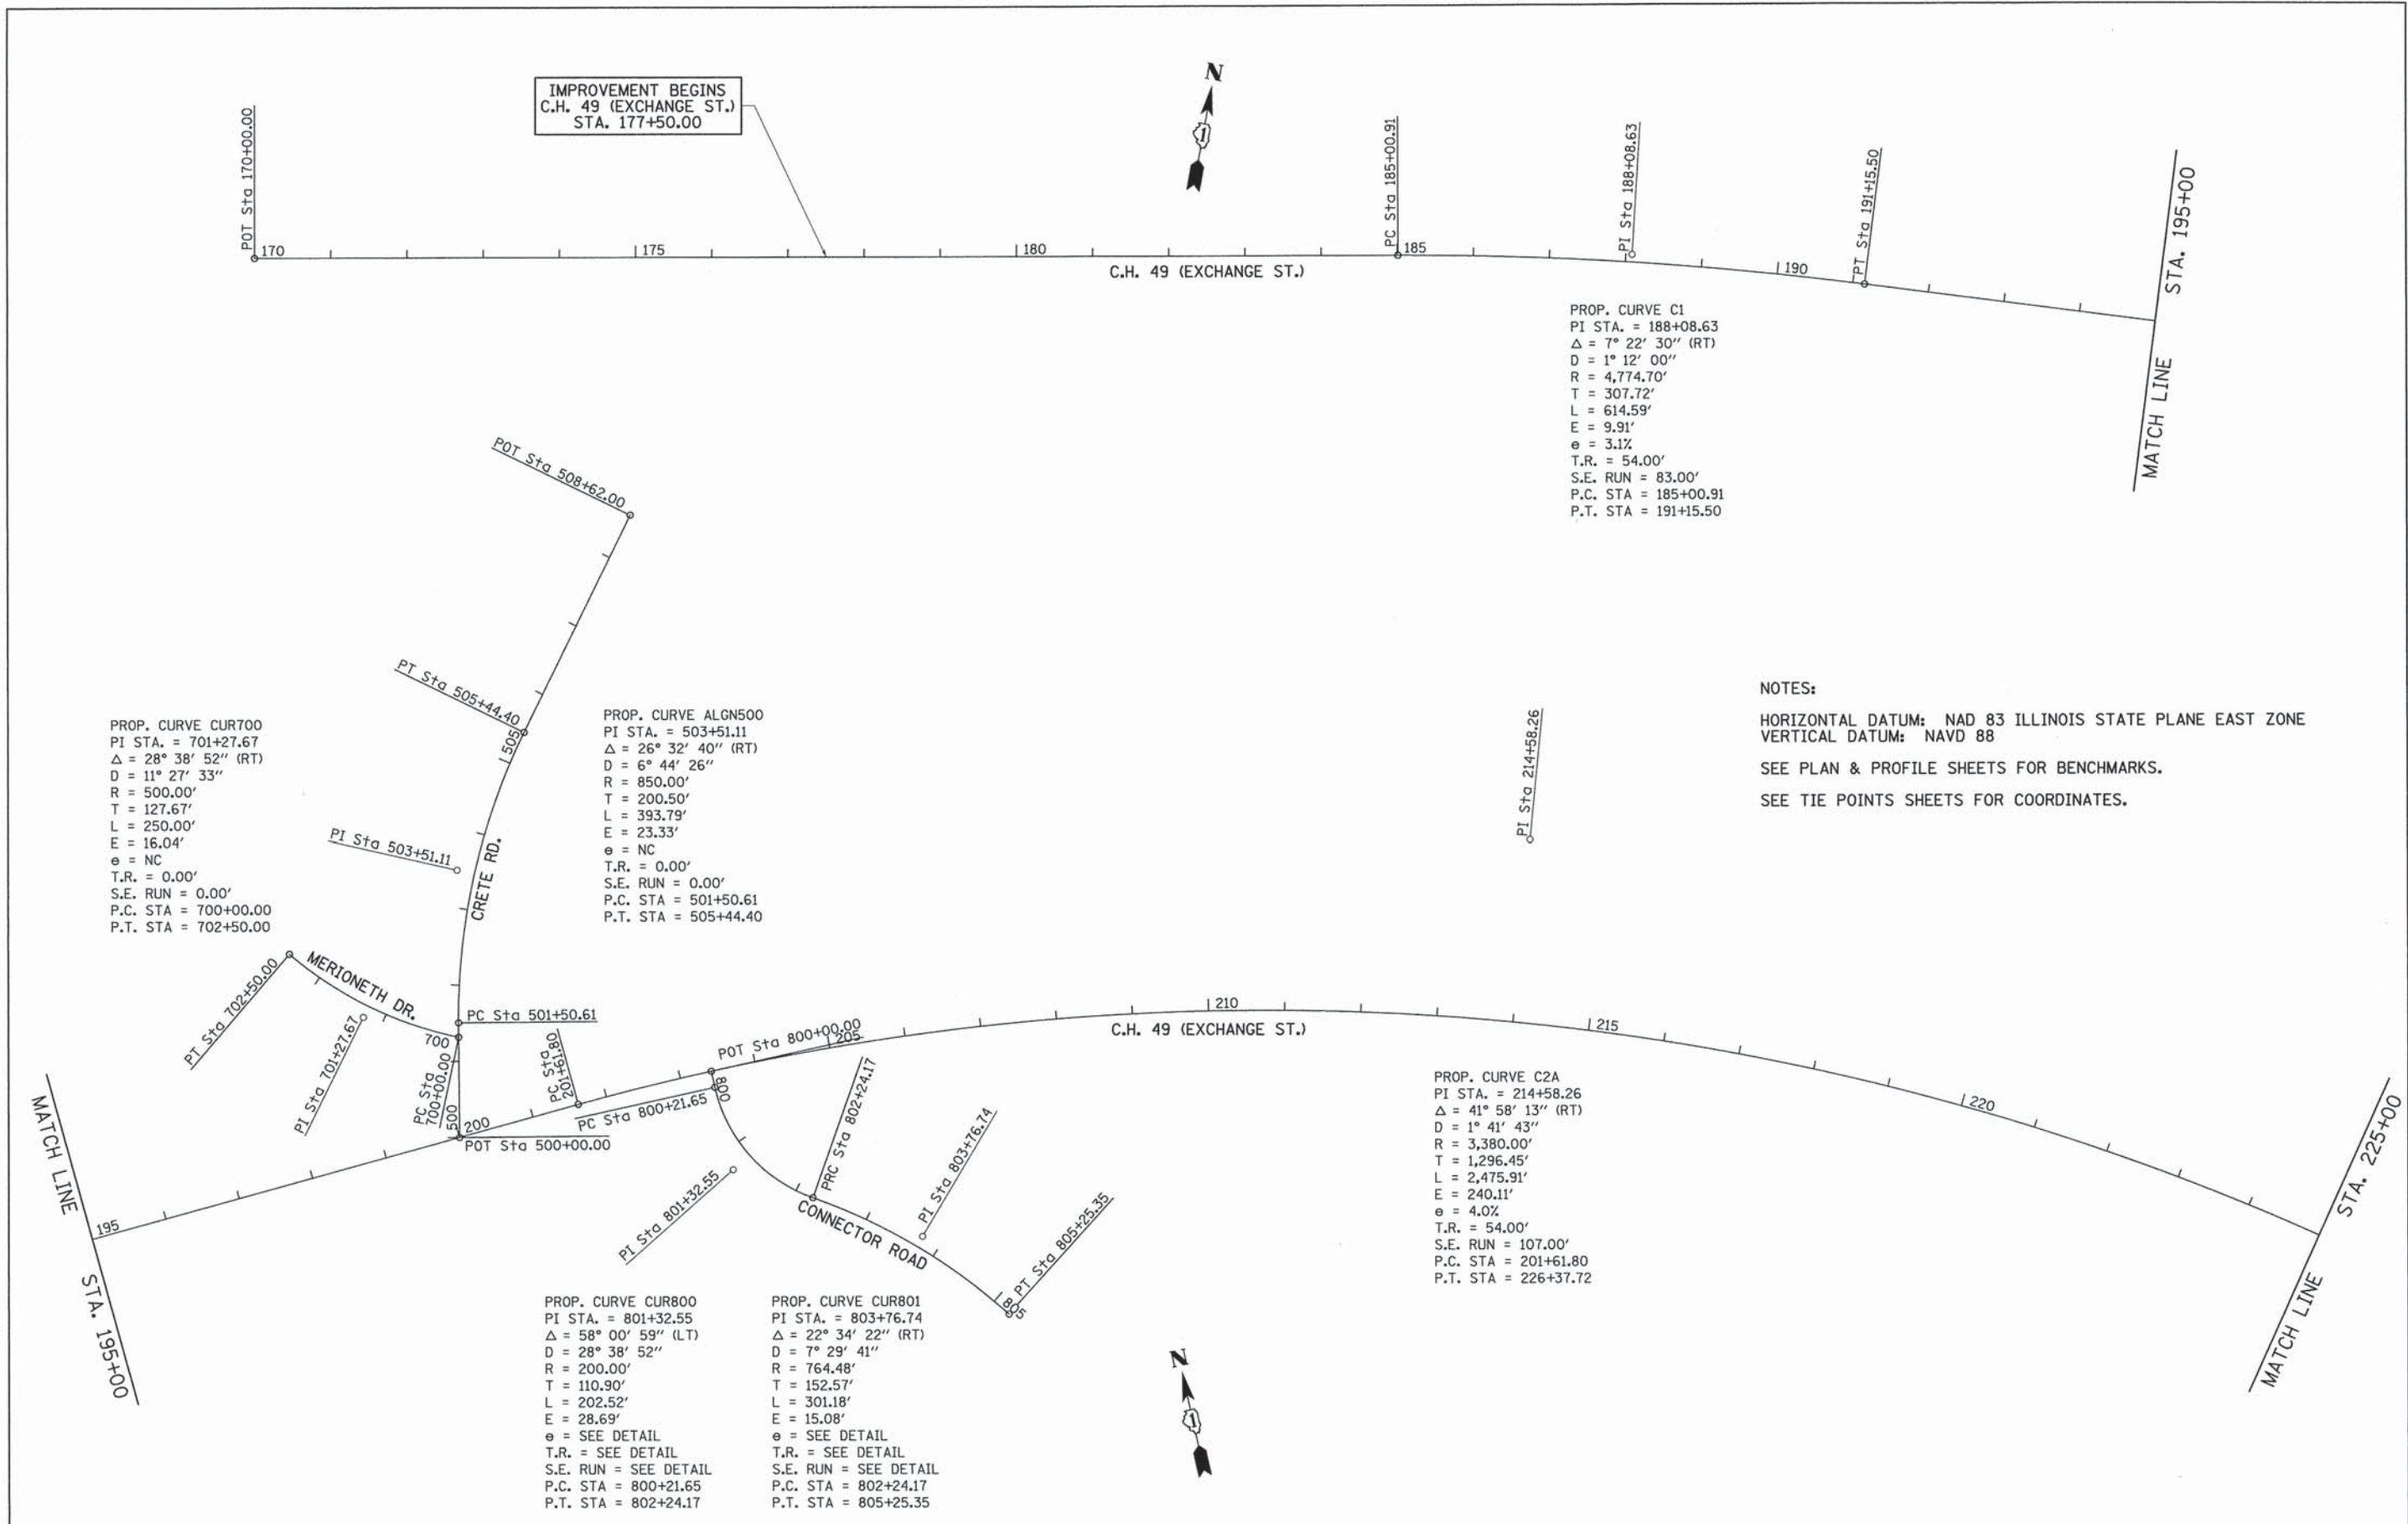 IMPROVEMENT BEGINS
C.H. 49 (EXCHANGE ST.)
STA. 177+50.00
N
1
POT Sta 170+00.00
170
175
180
C.H. 49 (EXCHANGE ST.)
PC Sta 185+00.91
185
PI Sta 188+08.63
190
PT Sta 191+15.50
MATCH LINE STA. 195+00
PROP. CURVE C1
PI STA. = 188+08.63
Δ = 7° 22' 30" (RT)
D = 1° 12' 00"
R = 4,774.70'
T = 307.72'
L = 614.59'
E = 9.91'
e = 3.1%
T.R. = 54.00'
S.E. RUN = 83.00'
P.C. STA = 185+00.91
P.T. STA = 191+15.50
POT Sta 508+62.00
PT Sta 505+44.40
505
PI Sta 503+51.11
CRETE RD.
PROP. CURVE CUR700
PI STA. = 701+27.67
Δ = 28° 38' 52" (RT)
D = 11° 27' 33"
R = 500.00'
T = 127.67'
L = 250.00'
E = 16.04'
e = NC
T.R. = 0.00'
S.E. RUN = 0.00'
P.C. STA = 700+00.00
P.T. STA = 702+50.00
PROP. CURVE ALGN500
PI STA. = 503+51.11
Δ = 26° 32' 40" (RT)
D = 6° 44' 26"
R = 850.00'
T = 200.50'
L = 393.79'
E = 23.33'
e = NC
T.R. = 0.00'
S.E. RUN = 0.00'
P.C. STA = 501+50.61
P.T. STA = 505+44.40
NOTES:
HORIZONTAL DATUM: NAD 83 ILLINOIS STATE PLANE EAST ZONE
VERTICAL DATUM: NAVD 88
SEE PLAN & PROFILE SHEETS FOR BENCHMARKS.
SEE TIE POINTS SHEETS FOR COORDINATES.
PI Sta 214+58.26
MERIONETH DR.
PT Sta 702+50.00
PI Sta 701+27.67
700
PC Sta
700+00.00
500
PC Sta 501+50.61
PC Sta
201+61.80
200
POT Sta 500+00.00
POT Sta 800+00.00
205
800
PC Sta 800+21.65
210
C.H. 49 (EXCHANGE ST.)
215
220
MATCH LINE STA. 195+00
195
PI Sta 801+32.55
PRC Sta 802+24.17
PI Sta 803+76.74
PT Sta 805+25.35
CONNECTOR ROAD
805
MATCH LINE STA. 225+00
PROP. CURVE C2A
PI STA. = 214+58.26
Δ = 41° 58' 13" (RT)
D = 1° 41' 43"
R = 3,380.00'
T = 1,296.45'
L = 2,475.91'
E = 240.11'
e = 4.0%
T.R. = 54.00'
S.E. RUN = 107.00'
P.C. STA = 201+61.80
P.T. STA = 226+37.72
PROP. CURVE CUR800
PI STA. = 801+32.55
Δ = 58° 00' 59" (LT)
D = 28° 38' 52"
R = 200.00'
T = 110.90'
L = 202.52'
E = 28.69'
e = SEE DETAIL
T.R. = SEE DETAIL
S.E. RUN = SEE DETAIL
P.C. STA = 800+21.65
P.T. STA = 802+24.17
PROP. CURVE CUR801
PI STA. = 803+76.74
Δ = 22° 34' 22" (RT)
D = 7° 29' 41"
R = 764.48'
T = 152.57'
L = 301.18'
E = 15.08'
e = SEE DETAIL
T.R. = SEE DETAIL
S.E. RUN = SEE DETAIL
P.C. STA = 802+24.17
P.T. STA = 805+25.35
N
1